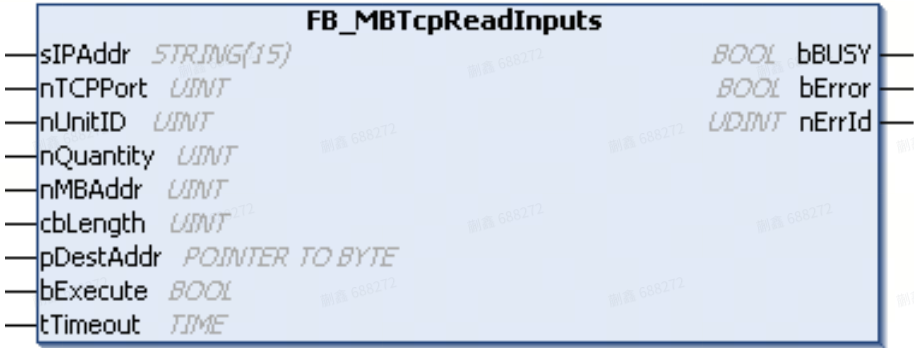 FB_MBTcpReadInputs
sIPAddr STRING(15) BOOL bBUSY
nTCPPort UINT BOOL bError
nUnitID UINT UDINT nErrId
nQuantity UINT
nMBAddr UINT
cbLength UINT
pDestAddr POINTER TO BYTE
bExecute BOOL
tTimeout TIME